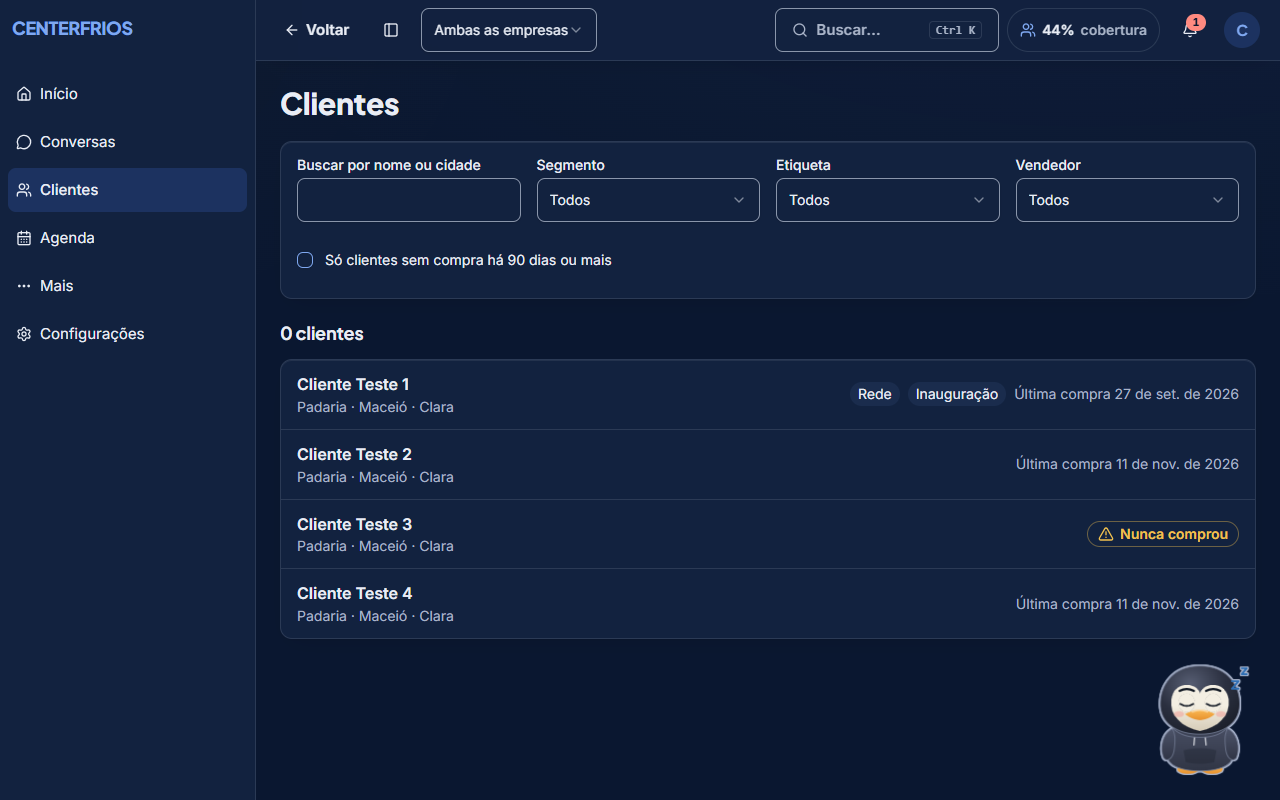 CENTERFRIOS
Voltar
Ambas as empresas
Buscar...
Ctrl K
44% cobertura
1
C
Início
Conversas
Clientes
Agenda
Mais
Configurações
Clientes
Buscar por nome ou cidade
Segmento
Etiqueta
Vendedor
Todos
Todos
Todos
Só clientes sem compra há 90 dias ou mais
0 clientes
Cliente Teste 1
Padaria · Maceió · Clara
Rede
Inauguração
Última compra 27 de set. de 2026
Cliente Teste 2
Padaria · Maceió · Clara
Última compra 11 de nov. de 2026
Cliente Teste 3
Padaria · Maceió · Clara
Nunca comprou
Cliente Teste 4
Padaria · Maceió · Clara
Última compra 11 de nov. de 2026
z
z